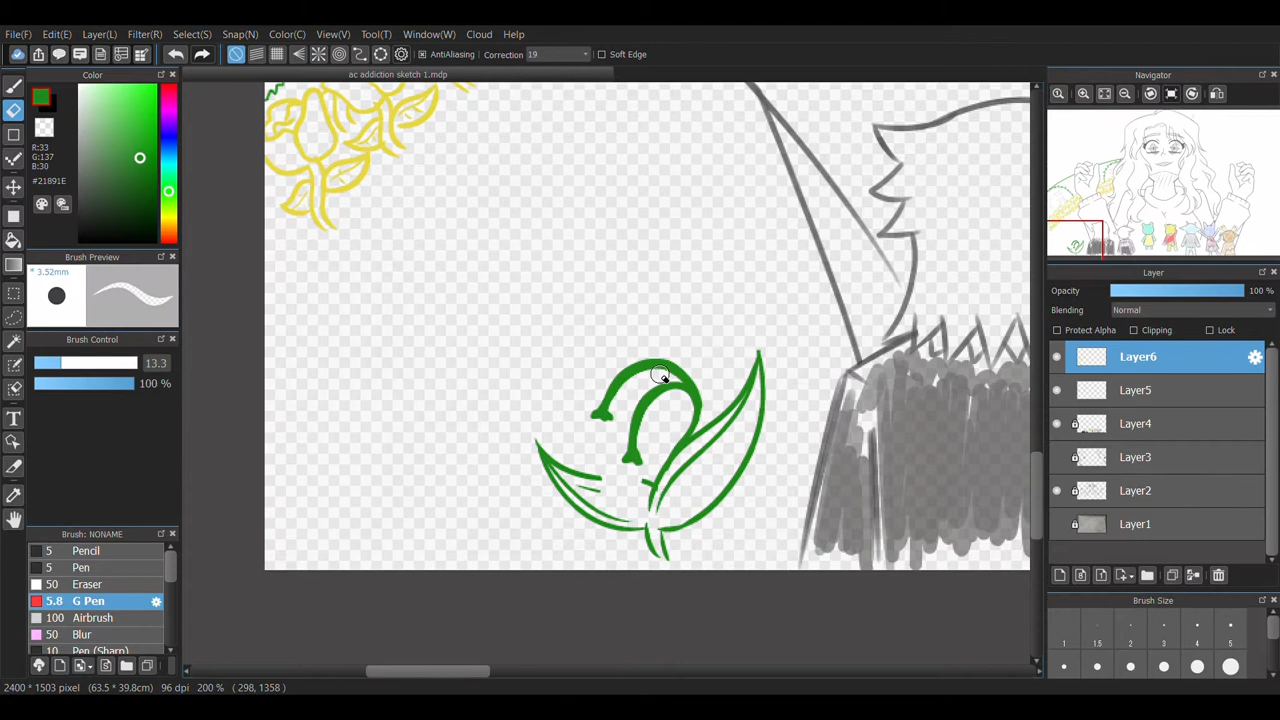 File(F) Edit(E) Layer(L) Filter(R) Select(S) Snap(N) Color(C) View(V) Tool(T) Window(W) Cloud Help
AntiAliasing Correction 19 Soft Edge
Color
ac addiction sketch 1.mdp
Navigator
R:33
G:137
B:30
#21891E
Brush Preview
* 3.52mm
Layer
Opacity 100 %
Blending Normal
Protect Alpha Clipping Lock
Brush Control
13.3
100 %
Layer6
Layer5
Layer4
Layer3
Layer2
Layer1
Brush: NONAME
5 Pencil
5 Pen
50 Eraser
5.8 G Pen
100 Airbrush
50 Blur
10 Pen (Sharp)
Brush Size
1 1.5 2 3 4 5
2400 * 1503 pixel (63.5 * 39.8cm) 96 dpi 200 % ( 298, 1358 )